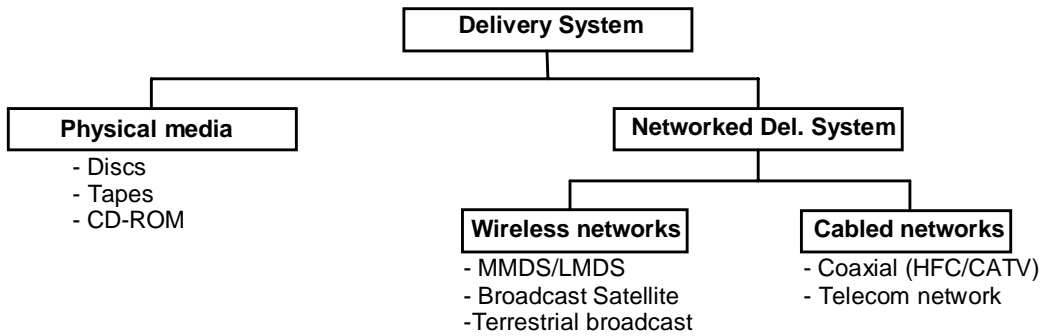 Delivery System
Physical media
- Discs
- Tapes
- CD-ROM
Networked Del. System
Wireless networks
- MMDS/LMDS
- Broadcast Satellite
-Terrestrial broadcast
Cabled networks
- Coaxial (HFC/CATV)
- Telecom network